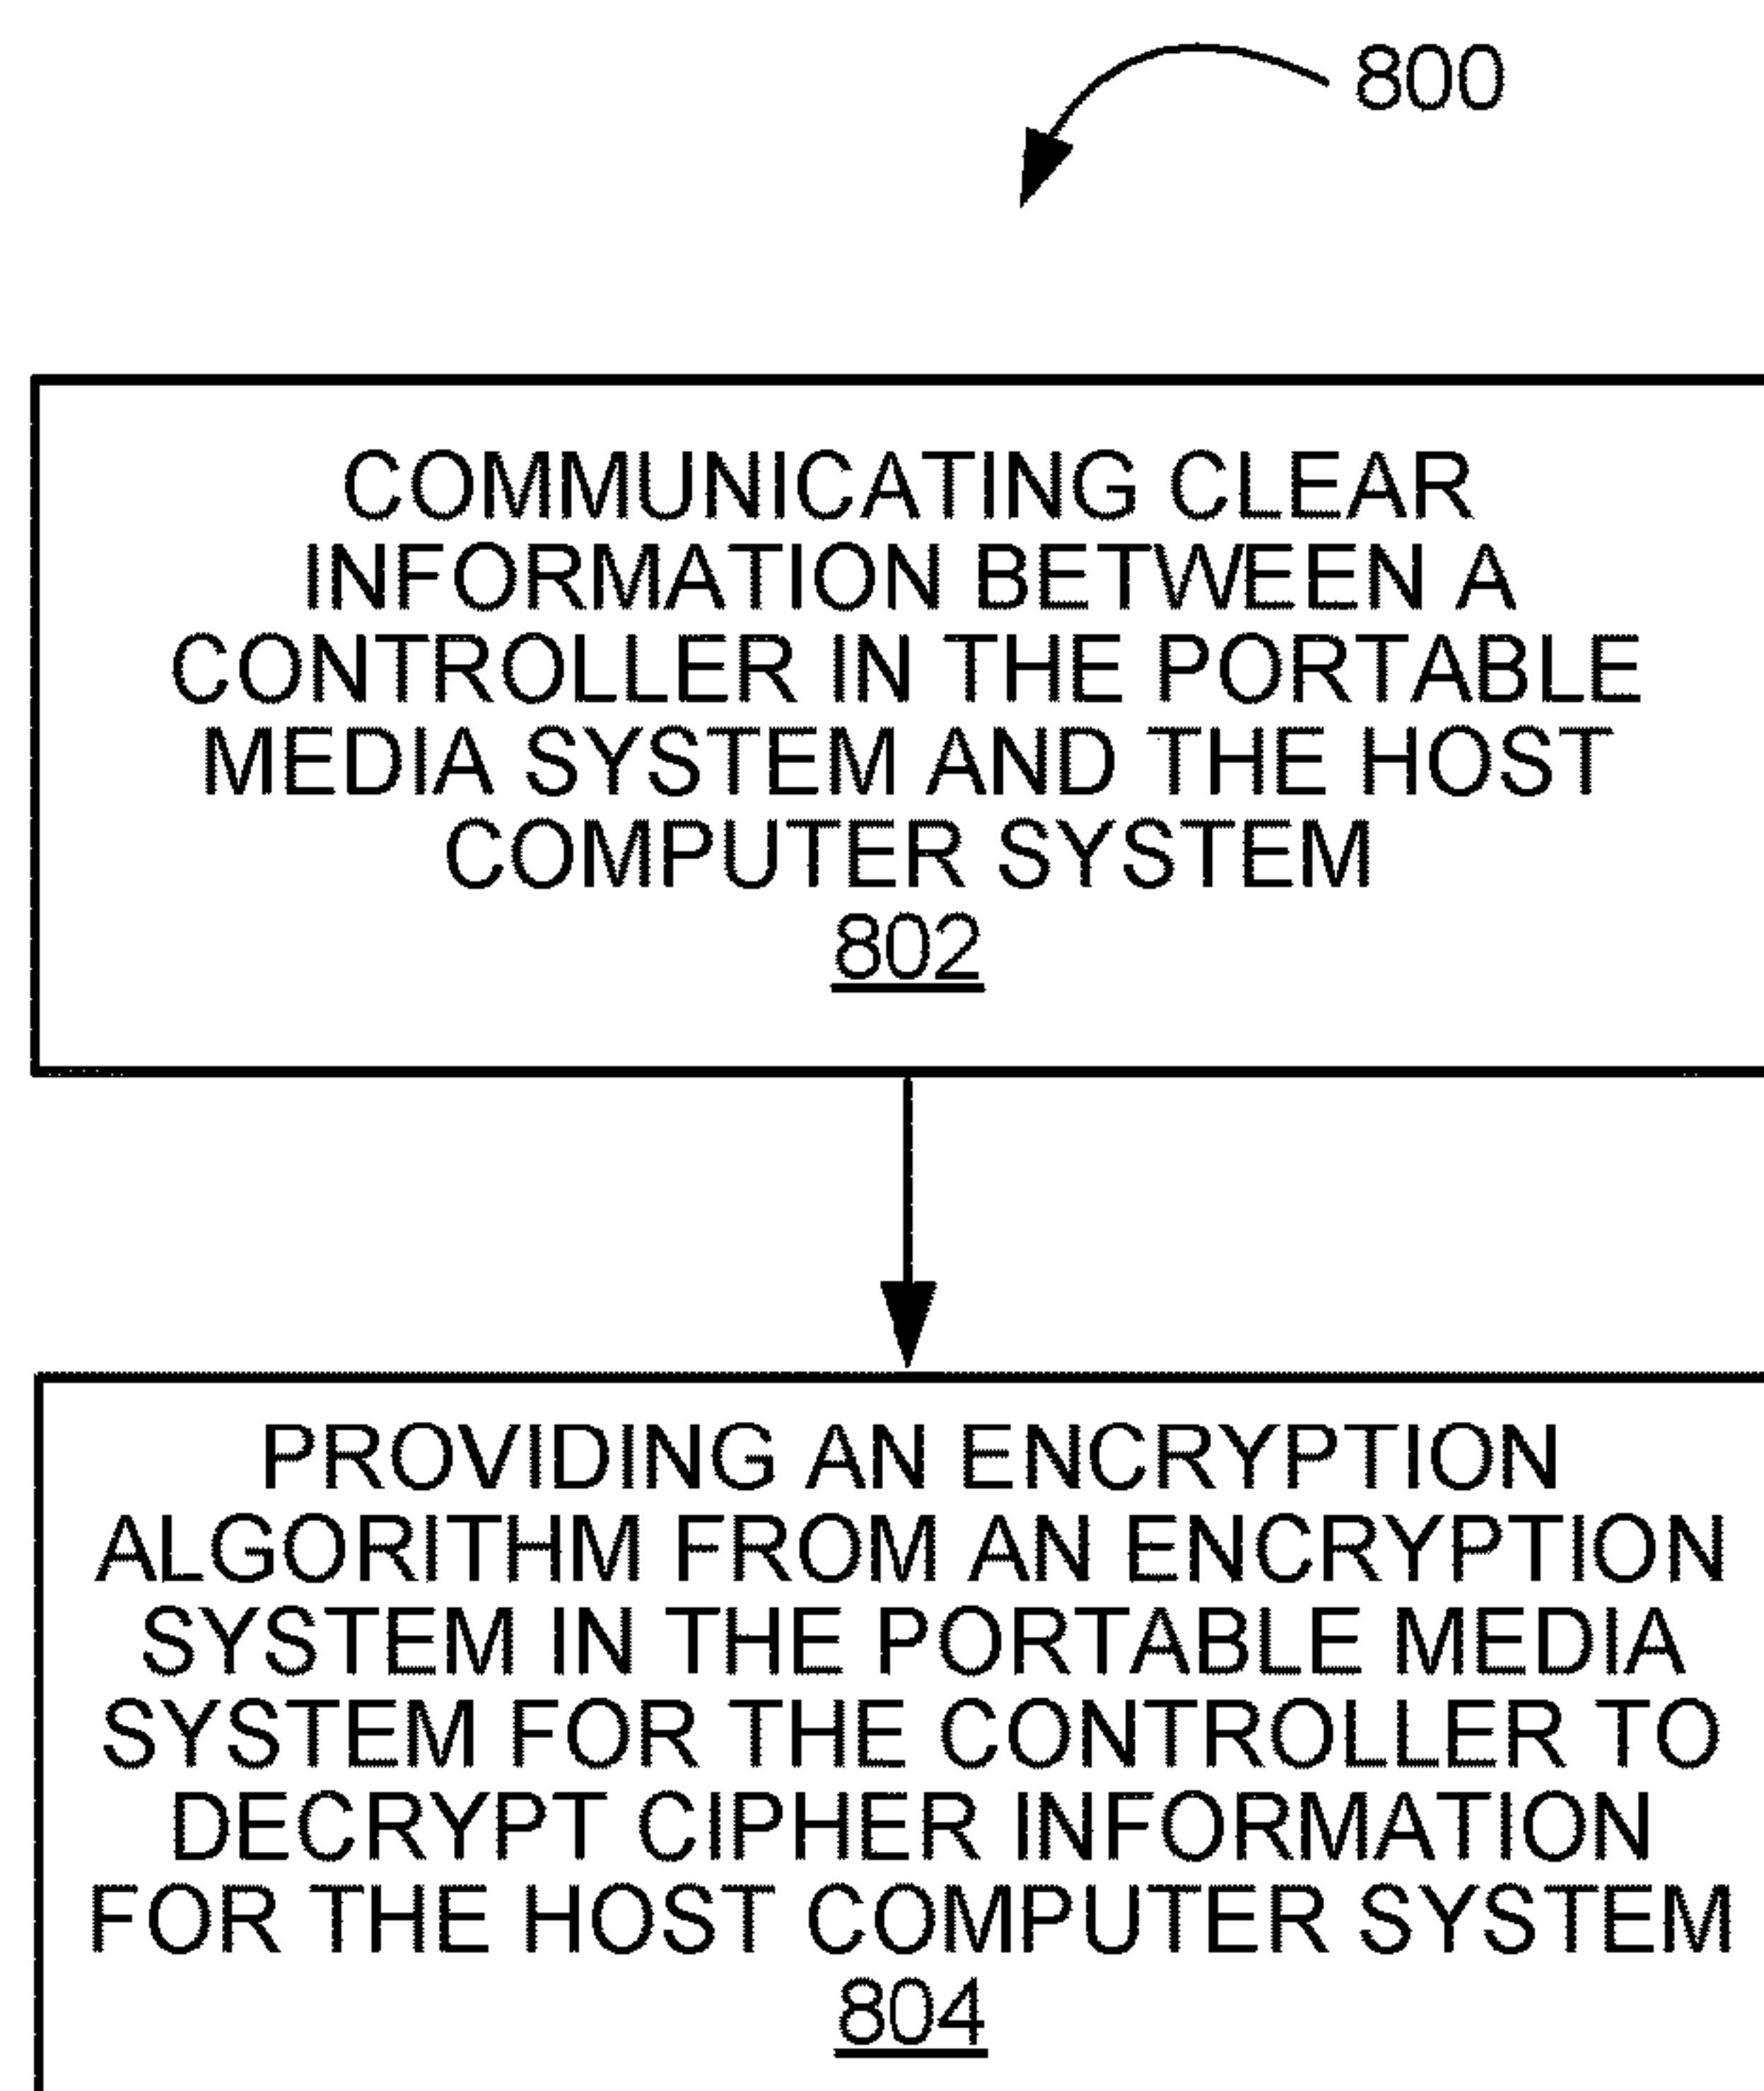 800
COMMUNICATING CLEAR
INFORMATION BETWEEN A
CONTROLLER IN THE PORTABLE
MEDIA SYSTEM AND THE HOST
COMPUTER SYSTEM
802
PROVIDING AN ENCRYPTION
ALGORITHM FROM AN ENCRYPTION
SYSTEM IN THE PORTABLE MEDIA
SYSTEM FOR THE CONTROLLER TO
DECRYPT CIPHER INFORMATION
FOR THE HOST COMPUTER SYSTEM
804